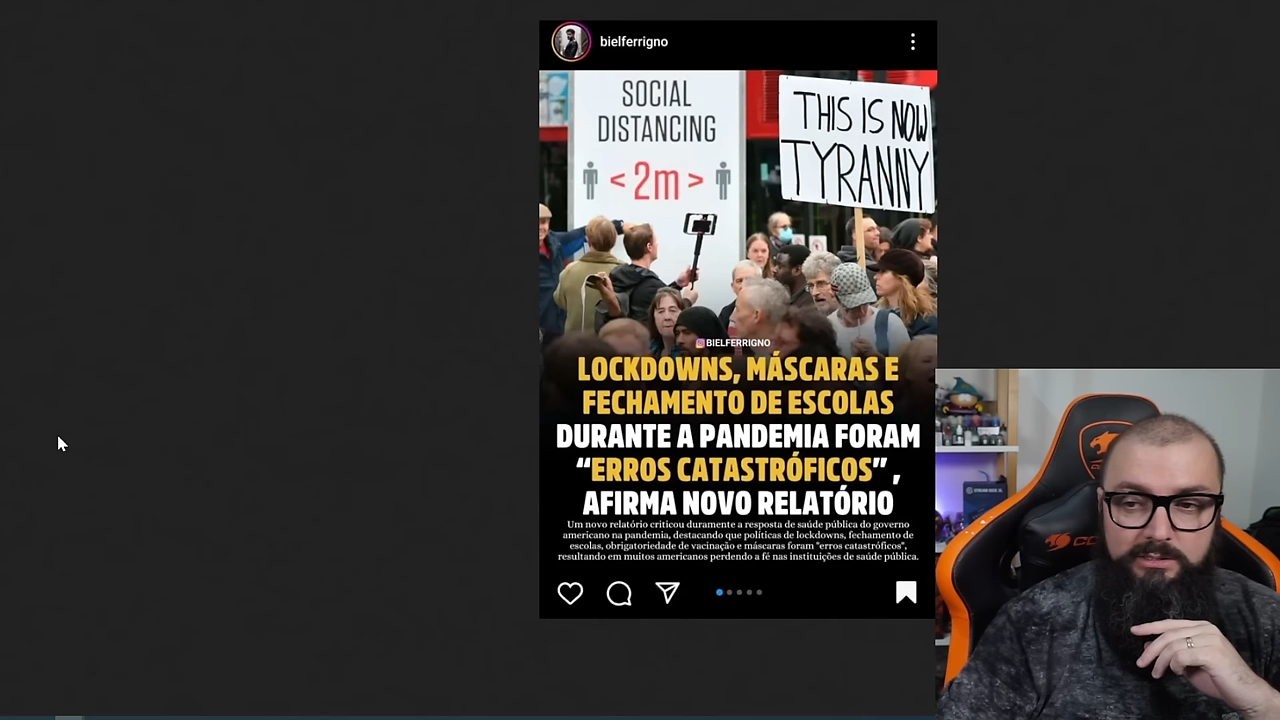 bielferrigno
SOCIAL
DISTANCING
< 2m >
THIS IS NOW
TYRANNY
BIELFERRIGNO
LOCKDOWNS, MÁSCARAS E
FECHAMENTO DE ESCOLAS
DURANTE A PANDEMIA FORAM
“ERROS CATASTRÓFICOS” ,
AFIRMA NOVO RELATÓRIO
Um novo relatório criticou duramente a resposta de saúde pública do governo
americano na pandemia, destacando que políticas de lockdowns, fechamento de
escolas, obrigatoriedade de vacinação e máscaras foram "erros catastróficos",
resultando em muitos americanos perdendo a fé nas instituições de saúde pública.